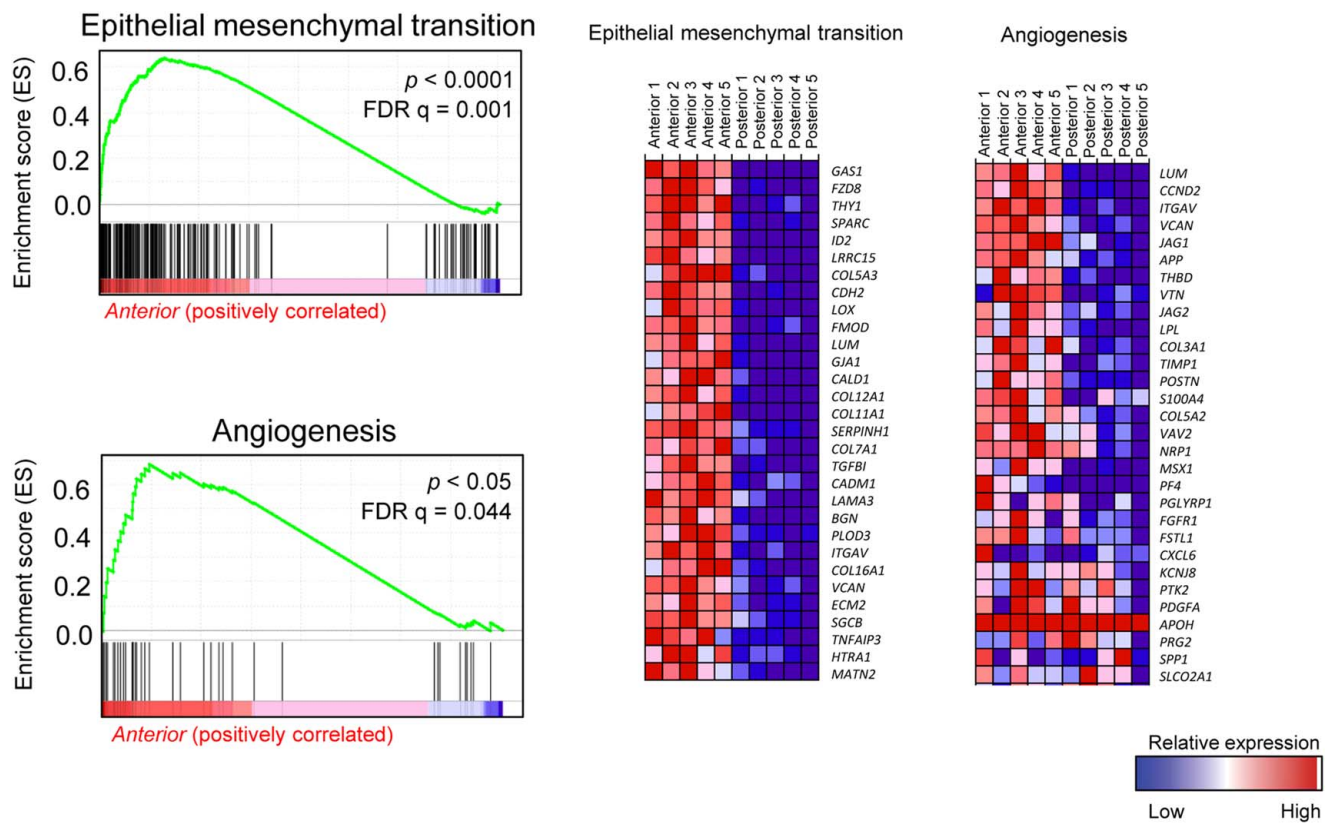 Epithelial mesenchymal transition
Enrichment score (ES)
0.6
0.4
0.2
0.0
p < 0.0001
FDR q = 0.001
Anterior (positively correlated)
Angiogenesis
Enrichment score (ES)
0.6
0.4
0.2
0.0
p < 0.05
FDR q = 0.044
Anterior (positively correlated)
Epithelial mesenchymal transition
Anterior 1
Anterior 2
Anterior 3
Anterior 4
Anterior 5
Posterior 1
Posterior 2
Posterior 3
Posterior 4
Posterior 5
GAS1
FZD8
THY1
SPARC
ID2
LRRC15
COL5A3
CDH2
LOX
FMOD
LUM
GJA1
CALD1
COL12A1
COL11A1
SERPINH1
COL7A1
TGFBI
CADM1
LAMA3
BGN
PLOD3
ITGAV
COL16A1
VCAN
ECM2
SGCB
TNFAIP3
HTRA1
MATN2
Angiogenesis
Anterior 1
Anterior 2
Anterior 3
Anterior 4
Anterior 5
Posterior 1
Posterior 2
Posterior 3
Posterior 4
Posterior 5
LUM
CCND2
ITGAV
VCAN
JAG1
APP
THBD
VTN
JAG2
LPL
COL3A1
TIMP1
POSTN
S100A4
COL5A2
VAV2
NRP1
MSX1
PF4
PGLYRP1
FGFR1
FSTL1
CXCL6
KCNJ8
PTK2
PDGFA
APOH
PRG2
SPP1
SLCO2A1
Relative expression
Low High